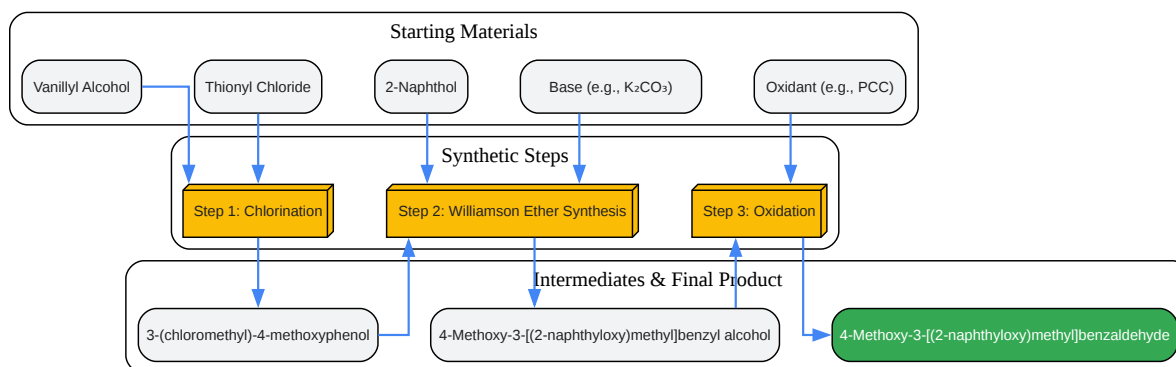 Starting Materials
Vanillyl Alcohol
Thionyl Chloride
2-Naphthol
Base (e.g., K₂CO₃)
Oxidant (e.g., PCC)
Synthetic Steps
Step 1: Chlorination
Step 2: Williamson Ether Synthesis
Step 3: Oxidation
Intermediates & Final Product
3-(chloromethyl)-4-methoxyphenol
4-Methoxy-3-[(2-naphthyloxy)methyl]benzyl alcohol
4-Methoxy-3-[(2-naphthyloxy)methyl]benzaldehyde